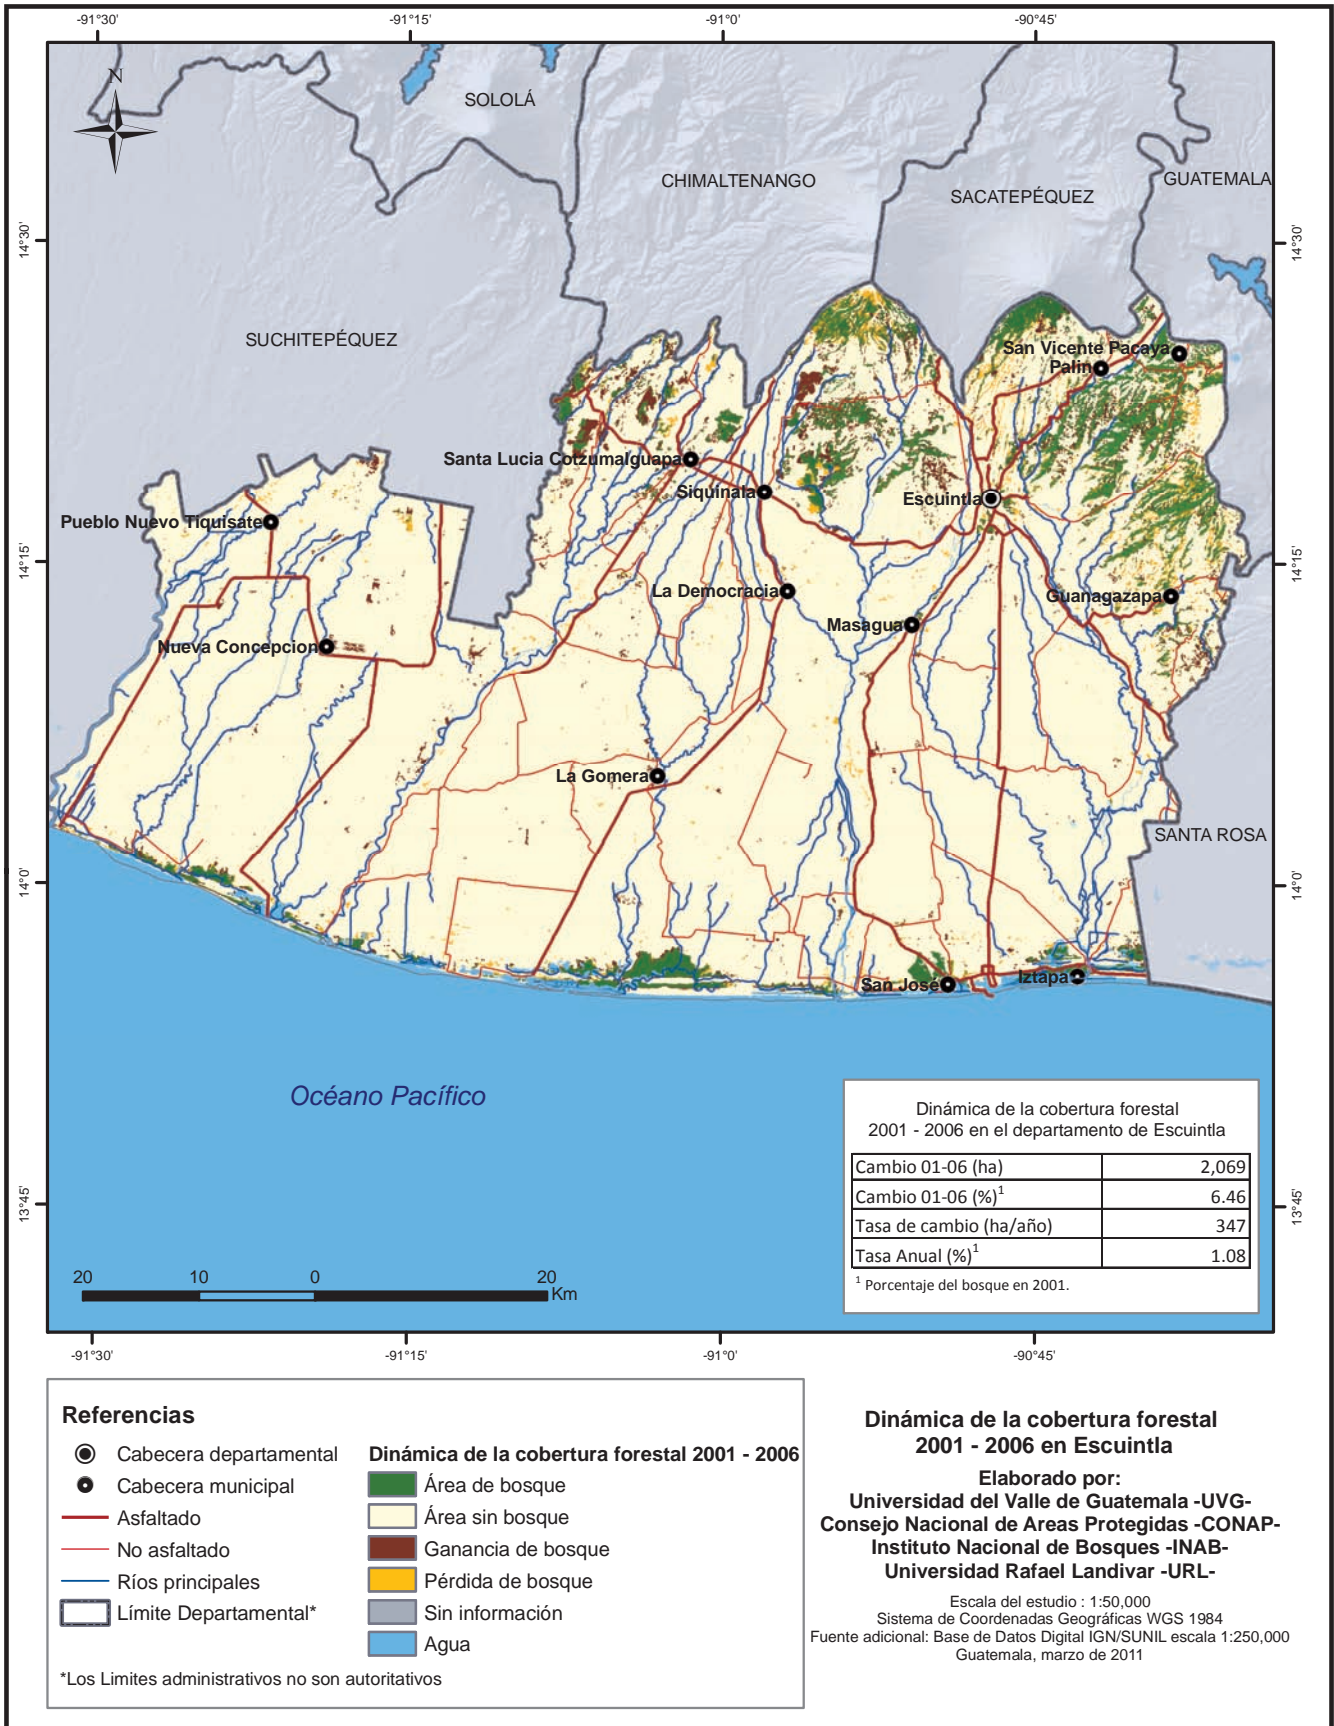 -91°30'
-91°15'
-91°0'
-90°45'
N
SOLOLÁ
CHIMALTENANGO
SACATEPÉQUEZ
GUATEMALA
14°30'
14°30'
SUCHITEPÉQUEZ
San Vicente Pacaya
Palin
Santa Lucia Cotzumalguapa
Siquinala
Escuintla
Pueblo Nuevo Tiquisate
14°15'
14°15'
La Democracia
Guanagazapa
Masagua
Nueva Concepcion
La Gomera
SANTA ROSA
14°0'
14°0'
San José
Iztapa
Océano Pacífico
Dinámica de la cobertura forestal
2001 - 2006 en el departamento de Escuintla
Cambio 01-06 (ha) 2,069
Cambio 01-06 (%)¹ 6.46
Tasa de cambio (ha/año) 347
Tasa Anual (%)¹ 1.08
¹ Porcentaje del bosque en 2001.
13°45'
13°45'
20 10 0 20
Km
-91°30'
-91°15'
-91°0'
-90°45'
Referencias
Cabecera departamental
Cabecera municipal
Asfaltado
No asfaltado
Ríos principales
Límite Departamental*
Dinámica de la cobertura forestal 2001 - 2006
Área de bosque
Área sin bosque
Ganancia de bosque
Pérdida de bosque
Sin información
Agua
*Los Limites administrativos no son autoritativos
Dinámica de la cobertura forestal
2001 - 2006 en Escuintla
Elaborado por:
Universidad del Valle de Guatemala -UVG-
Consejo Nacional de Areas Protegidas -CONAP-
Instituto Nacional de Bosques -INAB-
Universidad Rafael Landivar -URL-
Escala del estudio : 1:50,000
Sistema de Coordenadas Geográficas WGS 1984
Fuente adicional: Base de Datos Digital IGN/SUNIL escala 1:250,000
Guatemala, marzo de 2011